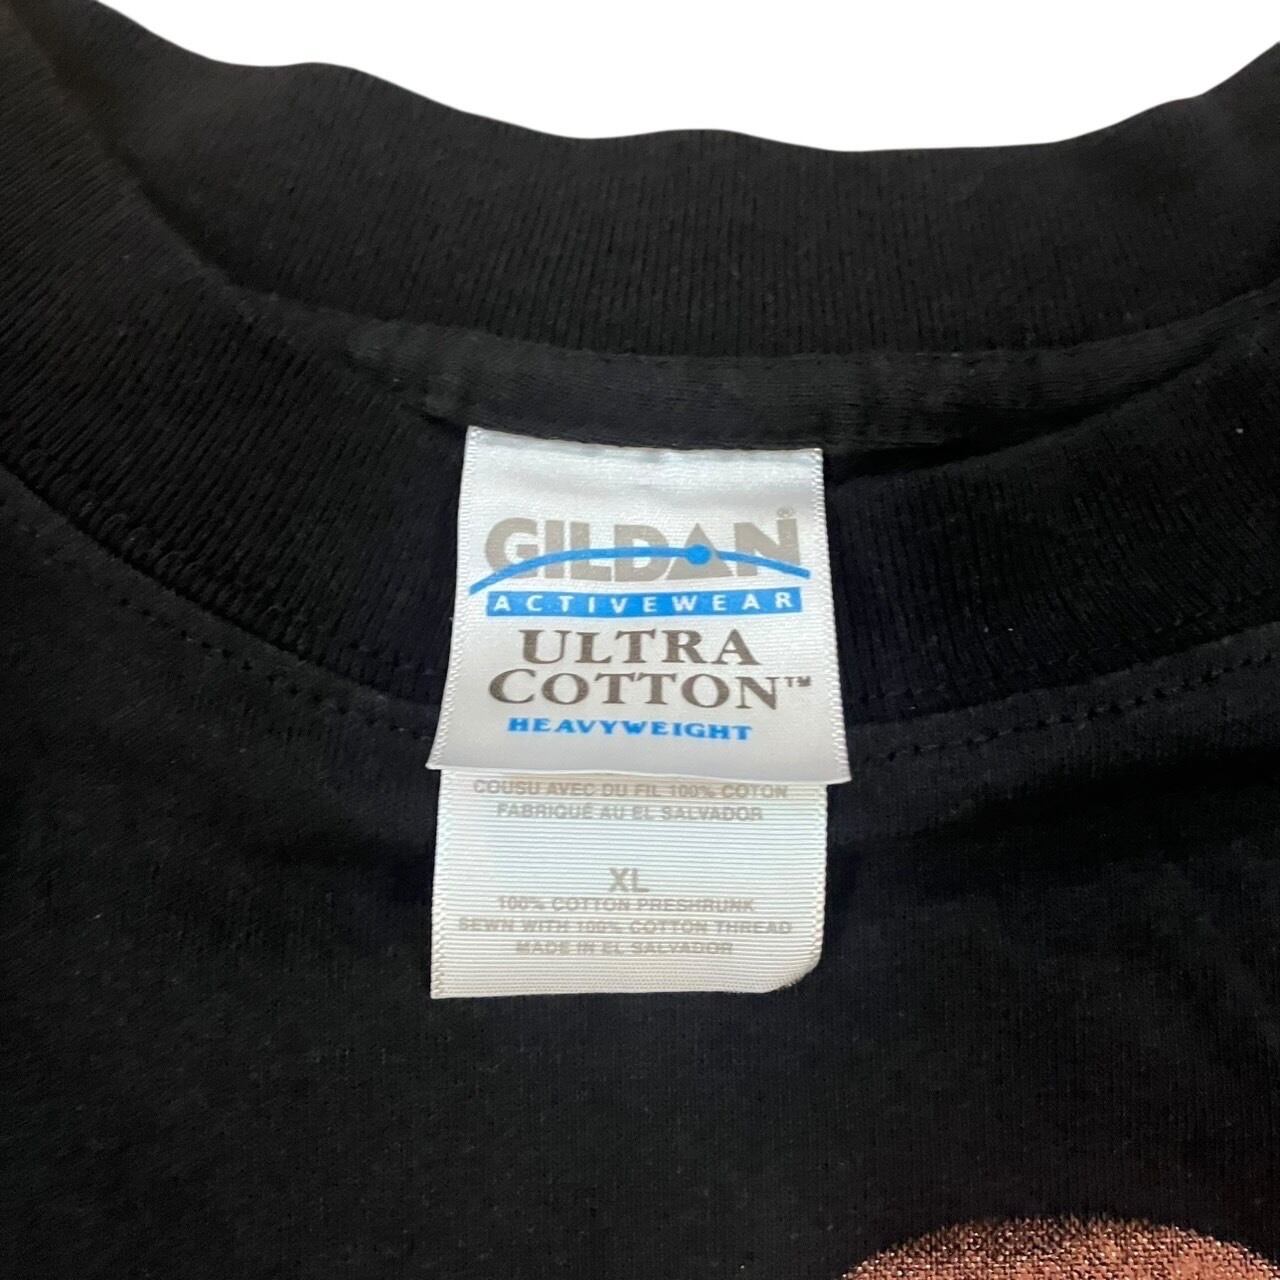 GILDAN®
ACTIVEWEAR
ULTRA
COTTON™
HEAVYWEIGHT
COUSU AVEC DU FIL 100% COTON
FABRIQUÉ AU EL SALVADOR
XL
100% COTTON PRESHRUNK
SEWN WITH 100% COTTON THREAD
MADE IN EL SALVADOR